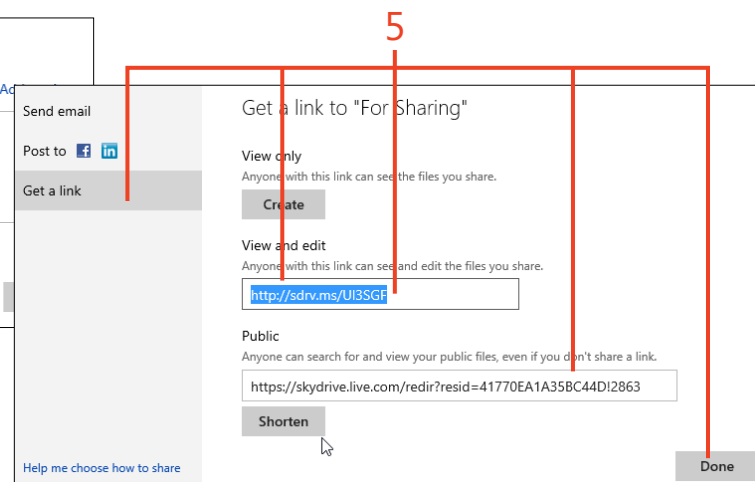 5
Send email
Get a link to "For Sharing"
Post to
Get a link
View only
Anyone with this link can see the files you share.
Create
View and edit
Anyone with this link can see and edit the files you share.
http://sdrv.ms/UI3SGF
Public
Anyone can search for and view your public files, even if you don't share a link.
https://skydrive.live.com/redir?resid=41770EA1A35BC44D!2863
Shorten
Help me choose how to share
Done